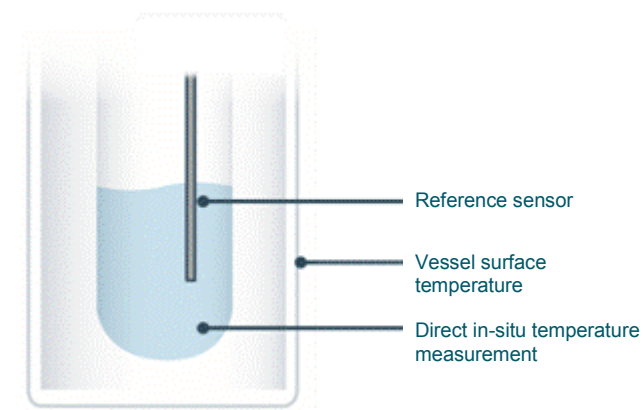 Reference sensor
Vessel surface
temperature
Direct in-situ temperature
measurement